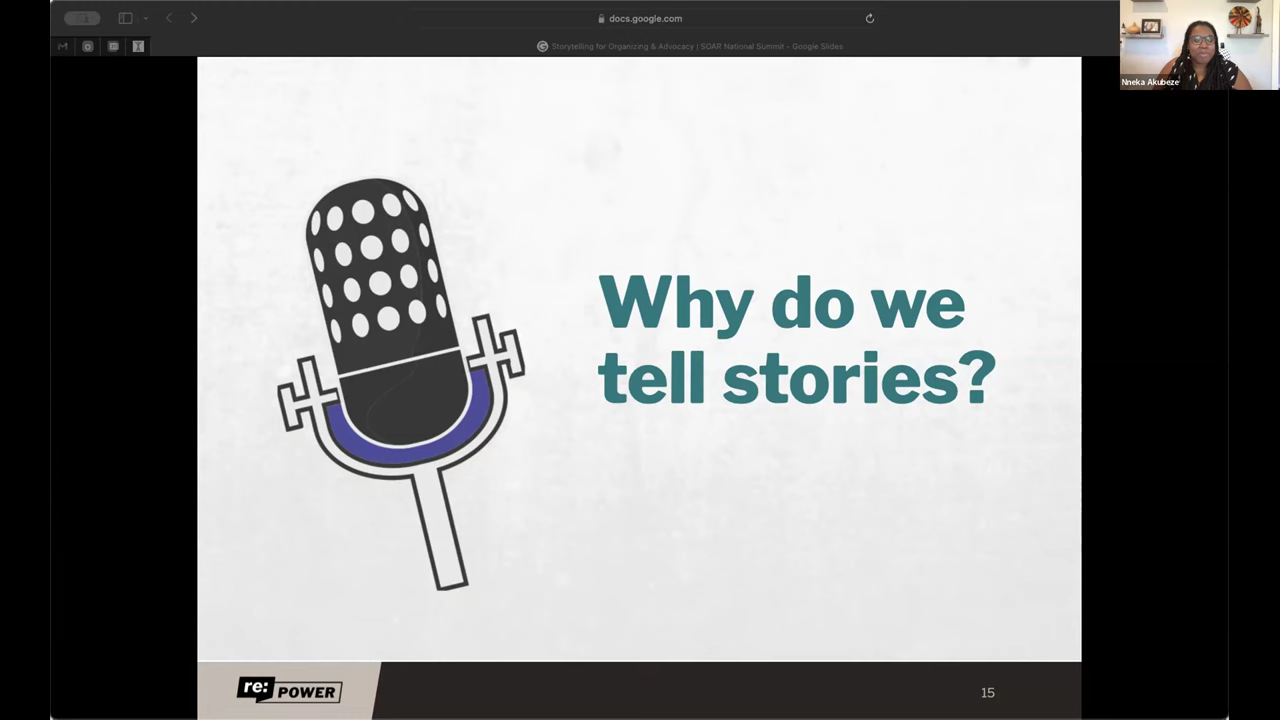 docs.google.com
Storytelling for Organizing & Advocacy | SOAR National Summit - Google Slides
Nneka Akubeze
Why do we
tell stories?
re:
POWER
15